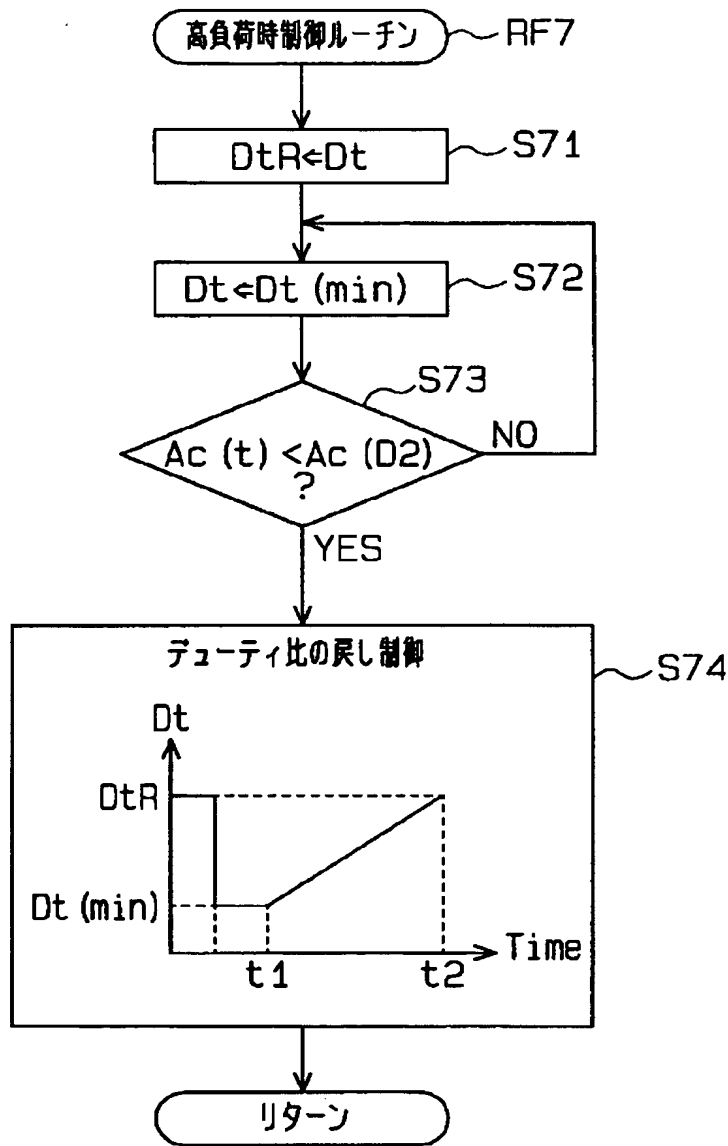 高負荷時制御ルーチン
RF7
DtR⇐Dt
S71
Dt⇐Dt (min)
S72
S73
Ac (t) <Ac (D2)
?
NO
YES
デューティ比の戻し制御
S74
Dt
DtR
Dt (min)
t1
t2
Time
リターン